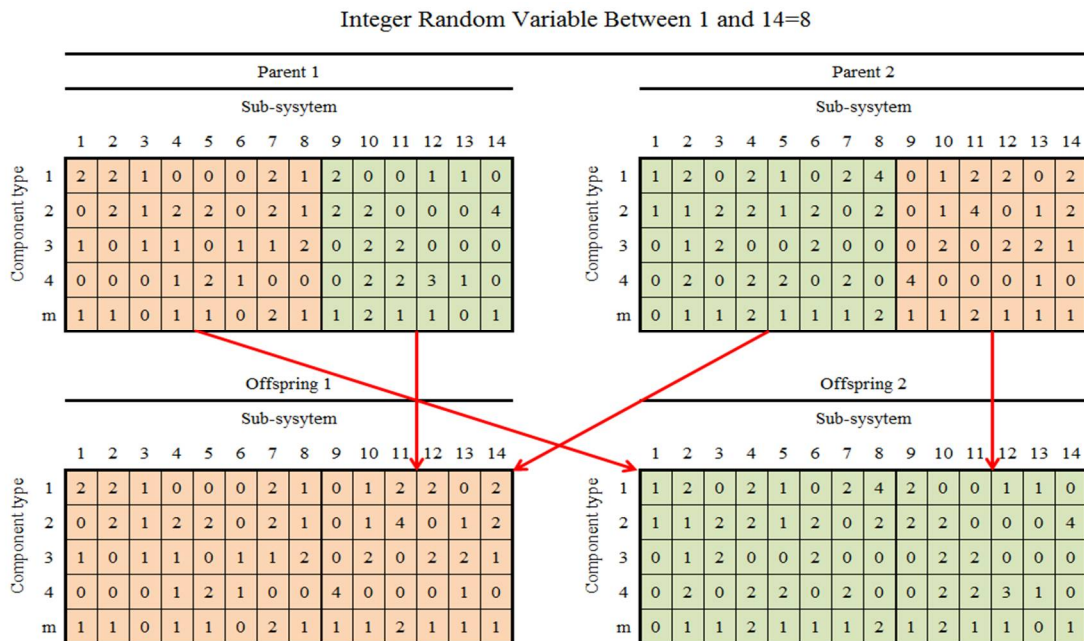 Integer Random Variable Between 1 and 14=8
Parent 1
Sub-sysytem
1 2 3 4 5 6 7 8 9 10 11 12 13 14
Component type
1 2 2 1 0 0 0 2 1 2 0 0 1 1 0
2 0 2 1 2 2 0 2 1 2 2 0 0 0 4
3 1 0 1 1 0 1 1 2 0 2 2 0 0 0
4 0 0 0 1 2 1 0 0 0 2 2 3 1 0
m 1 1 0 1 1 0 2 1 1 2 1 1 0 1
Parent 2
Sub-sysytem
1 2 3 4 5 6 7 8 9 10 11 12 13 14
Component type
1 1 2 0 2 1 0 2 4 0 1 2 2 0 2
2 1 1 2 2 1 2 0 2 0 1 4 0 1 2
3 0 1 2 0 0 2 0 0 0 2 0 2 2 1
4 0 2 0 2 2 0 2 0 4 0 0 0 1 0
m 0 1 1 2 1 1 1 2 1 1 2 1 1 1
Offspring 1
Sub-sysytem
1 2 3 4 5 6 7 8 9 10 11 12 13 14
Component type
1 2 2 1 0 0 0 2 1 0 1 2 2 0 2
2 0 2 1 2 2 0 2 1 0 1 4 0 1 2
3 1 0 1 1 0 1 1 2 0 2 0 2 2 1
4 0 0 0 1 2 1 0 0 4 0 0 0 1 0
m 1 1 0 1 1 0 2 1 1 1 2 1 1 1
Offspring 2
Sub-sysytem
1 2 3 4 5 6 7 8 9 10 11 12 13 14
Component type
1 1 2 0 2 1 0 2 4 2 0 0 1 1 0
2 1 1 2 2 1 2 0 2 2 2 0 0 0 4
3 0 1 2 0 0 2 0 0 0 2 2 0 0 0
4 0 2 0 2 2 0 2 0 0 2 2 3 1 0
m 0 1 1 2 1 1 1 2 1 2 1 1 0 1